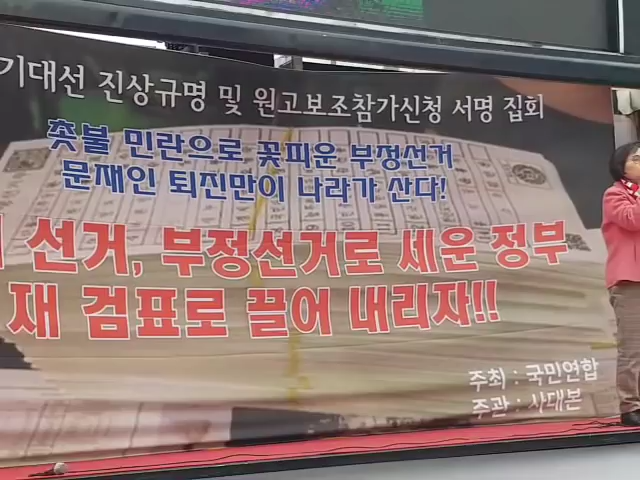 기대선 진상규명 및 원고보조참가신청 서명 집회
촛불 민란으로 꽃피운 부정선거
문재인 퇴진만이 나라가 산다!
선거, 부정선거로 세운 정부
재 검표로 끌어 내리자!!
주최 : 국민연합
주관 : 사대본